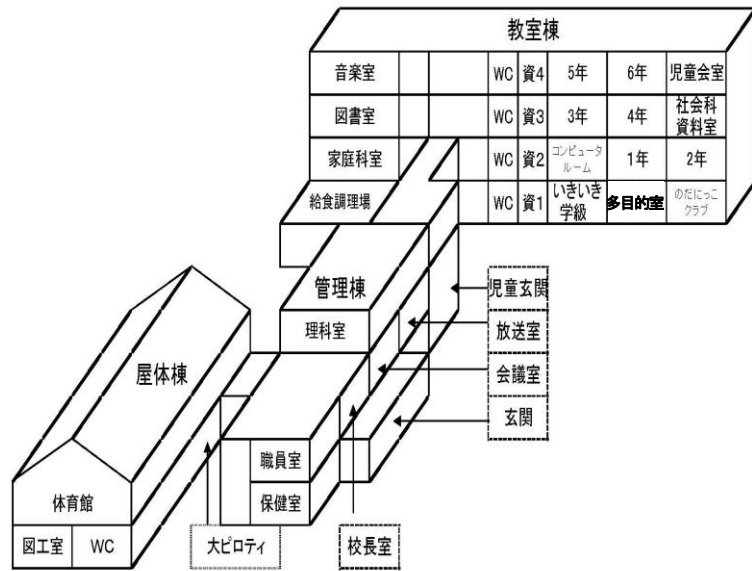 教室棟
音楽室 WC 資4 5年 6年 児童会室
図書室 WC 資3 3年 4年 社会科
資料室
家庭科室 WC 資2 コンピュータ
ルーム 1年 2年
給食調理場 WC 資1 いきいき
学級 多目的室 のだにっこ
クラブ
管理棟
児童玄関
理科室
放送室
屋体棟
会議室
玄関
職員室
体育館
保健室
図工室 WC
大ピロティ
校長室